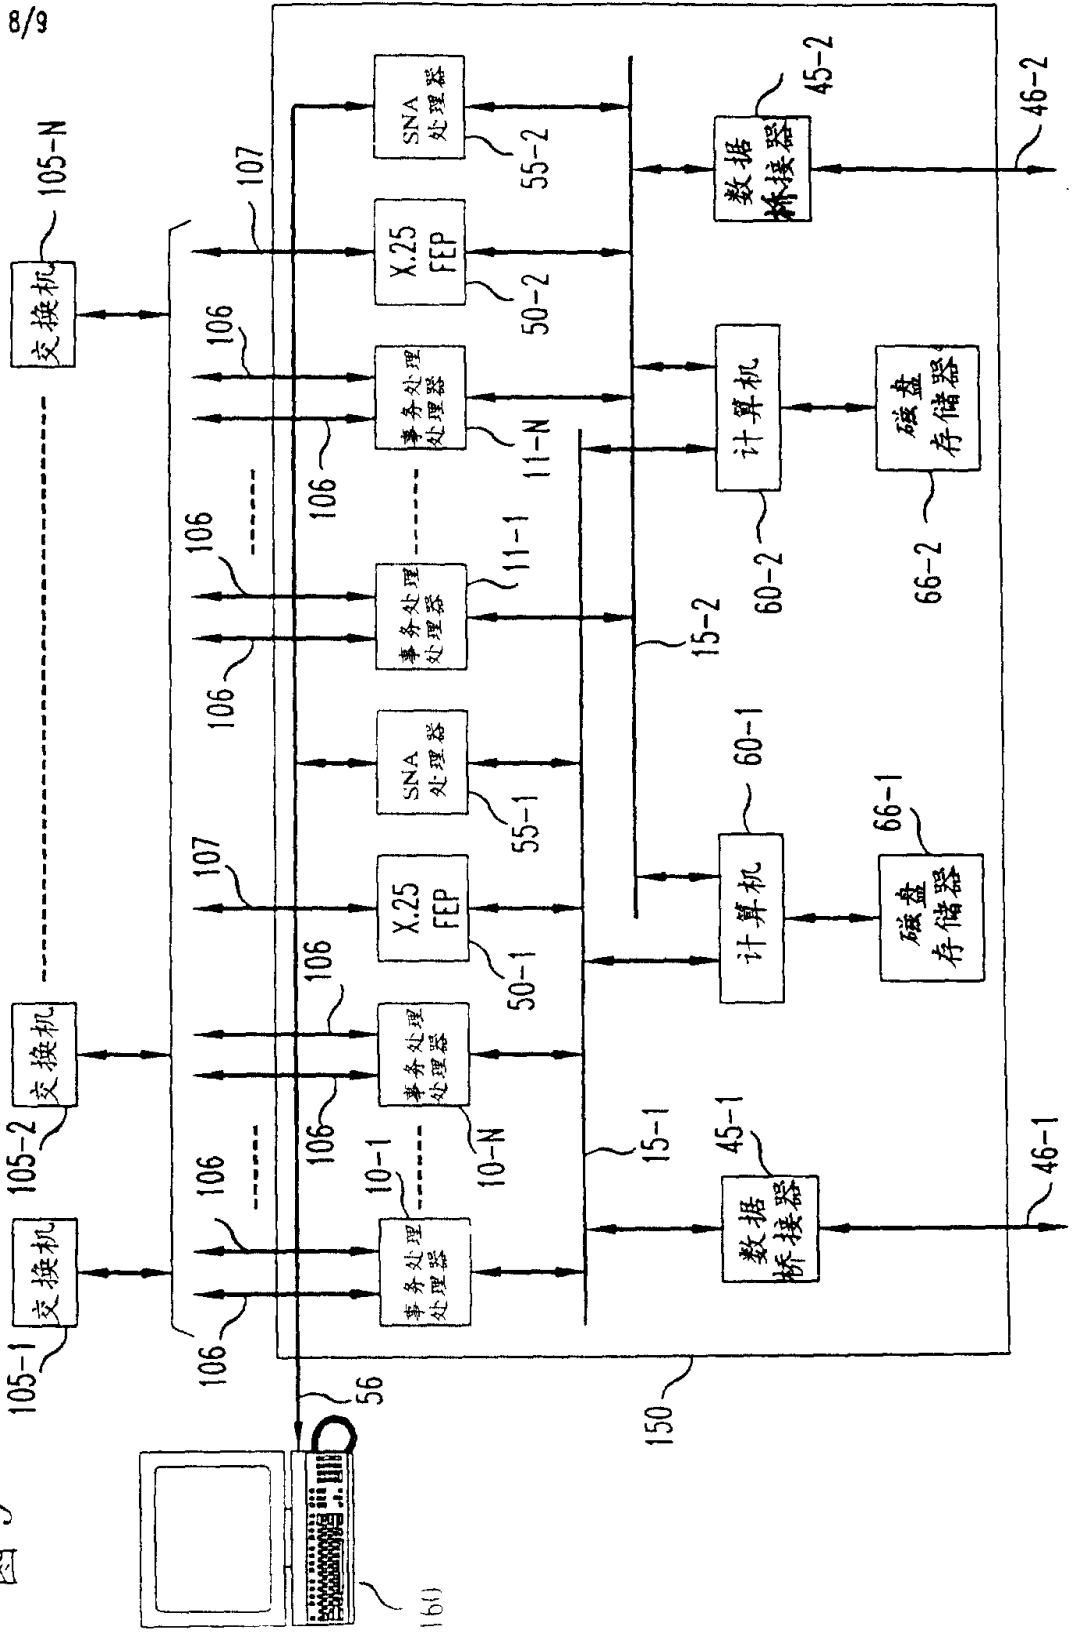 8/9
图
105-1
交换机
105-2
交换机
交换机
105-N
106
106
106
106
107
106
106
106
106
107
56
160
10-1
事务处理
处理器
事务处理
处理器
10-N
X.25
FEP
50-1
SNA
处理器
55-1
事务处理
处理器
11-1
事务处理
处理器
11-N
X.25
FEP
50-2
SNA
处理器
55-2
15-1
15-2
150
数据
桥接器
45-1
计算机
60-1
计算机
60-2
数据
桥接器
45-2
磁盘
存储器
66-1
磁盘
存储器
66-2
46-1
46-2